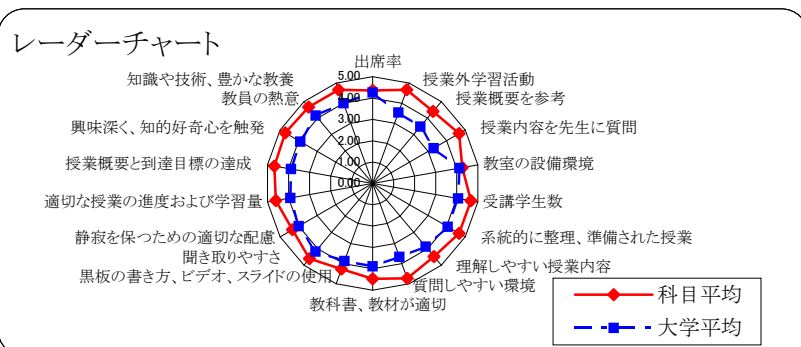 レーダーチャート
出席率
授業外学習活動
授業概要を参考
授業内容を先生に質問
教室の設備環境
受講学生数
系統的に整理、準備された授業
理解しやすい授業内容
質問しやすい環境
教科書、教材が適切
黒板の書き方、ビデオ、スライドの使用
聞き取りやすさ
静寂を保つための適切な配慮
適切な授業の進度および学習量
授業概要と到達目標の達成
興味深く、知的好奇心を触発
教員の熱意
知識や技術、豊かな教養
5.00
4.00
3.00
2.00
1.00
0.00
科目平均
大学平均